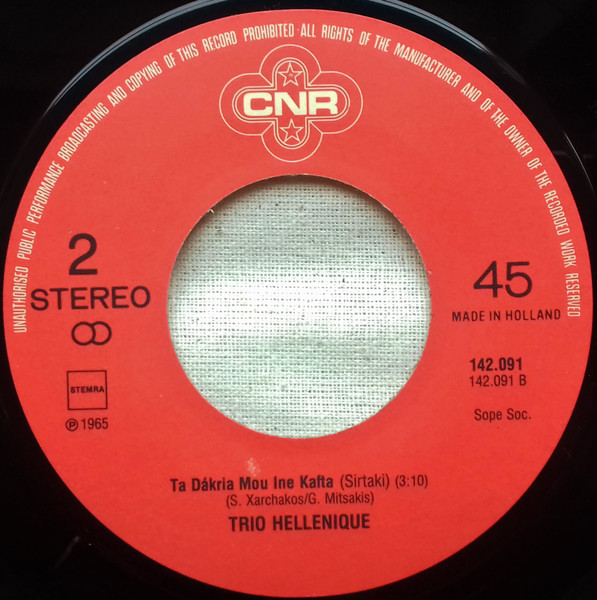 UNAUTHORISED PUBLIC PERFORMANCE BROADCASTING AND COPYING OF THIS RECORD PROHIBITED · ALL RIGHTS OF THE MANUFACTURER AND OF THE OWNER OF THE RECORDED WORK RESERVED
CNR
2
STEREO
45
MADE IN HOLLAND
STEMRA
℗ 1965
142.091
142.091 B
Sope Soc.
Ta Dákria Mou Ine Kafta (Sirtaki) (3:10)
(S. Xarchakos/G. Mitsakis)
TRIO HELLENIQUE